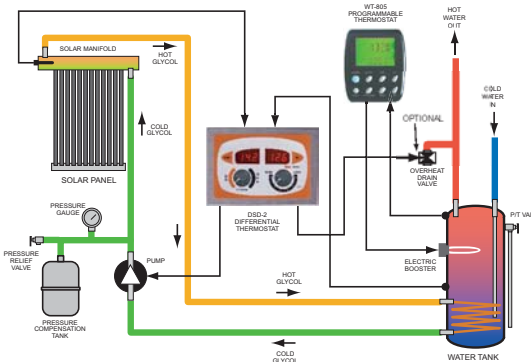 WT-805
PROGRAMMABLE
THERMOSTAT
HOT
WATER
OUT
SOLAR MANIFOLD
HOT
GLYCOL
COLD
WATER
IN
COLD
GLYCOL
OPTIONAL
OVERHEAT
DRAIN
VALVE
SOLAR PANEL
DSD-2
DIFFERENTIAL
THERMOSTAT
PRESSURE
GAUGE
P/T VAL
PRESSURE
RELIEF
VALVE
PUMP
ELECTRIC
BOOSTER
HOT
GLYCOL
PRESSURE
COMPENSATION
TANK
COLD
GLYCOL
WATER TANK